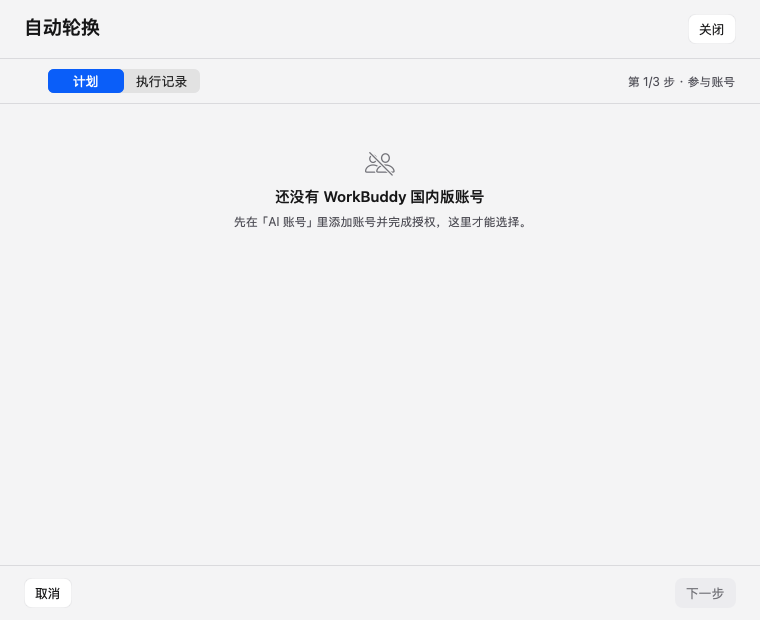 自动轮换
关闭
计划
执行记录
第 1/3 步 · 参与账号
还没有 WorkBuddy 国内版账号
先在「AI 账号」里添加账号并完成授权，这里才能选择。
取消
下一步